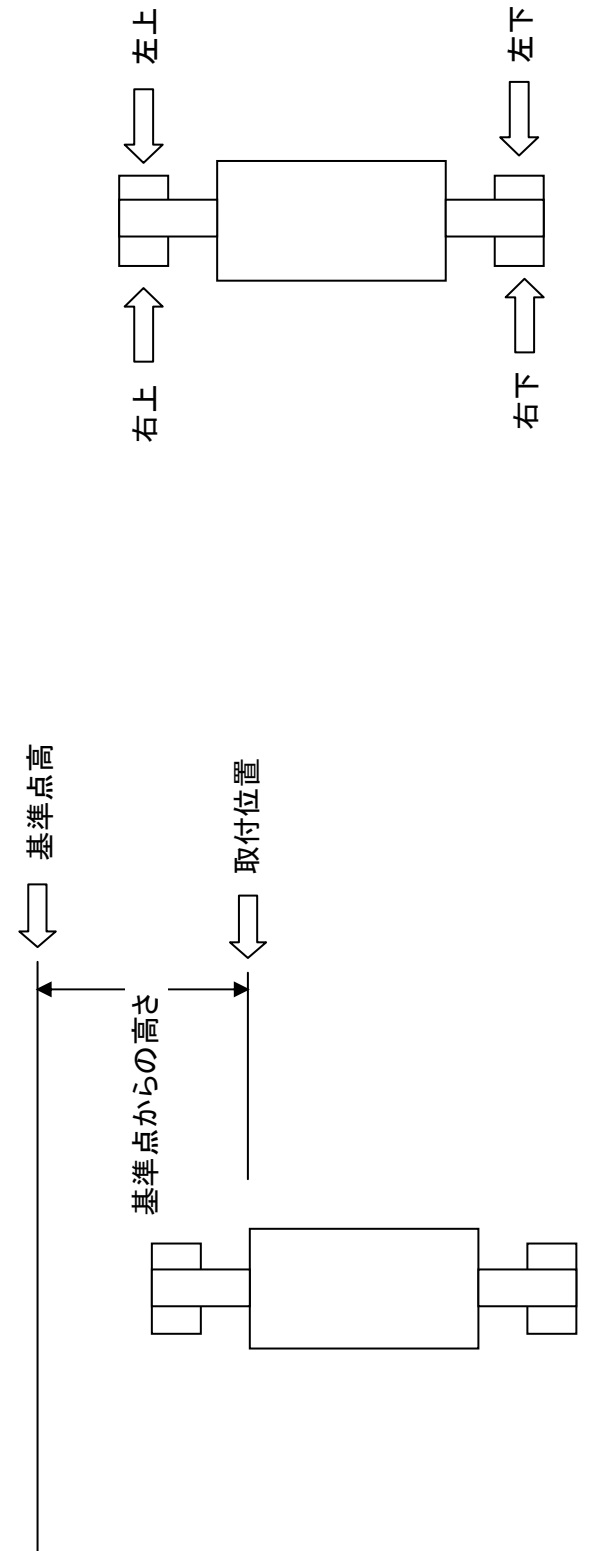 基準点高
取付位置
基準点からの高さ
左上
右上
左下
右下